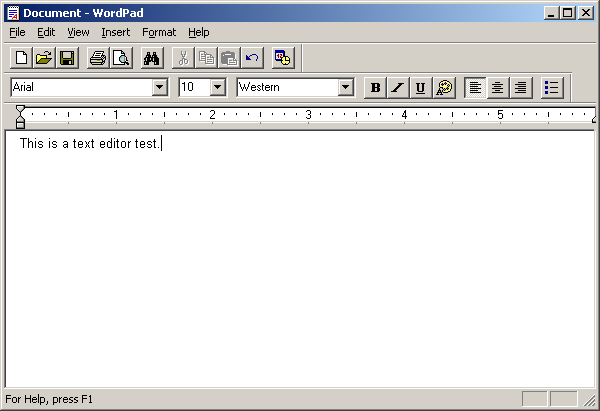 Document - WordPad
File Edit View Insert Format Help
Arial 10 Western B I U
1 2 3 4 5
This is a text editor test.
For Help, press F1